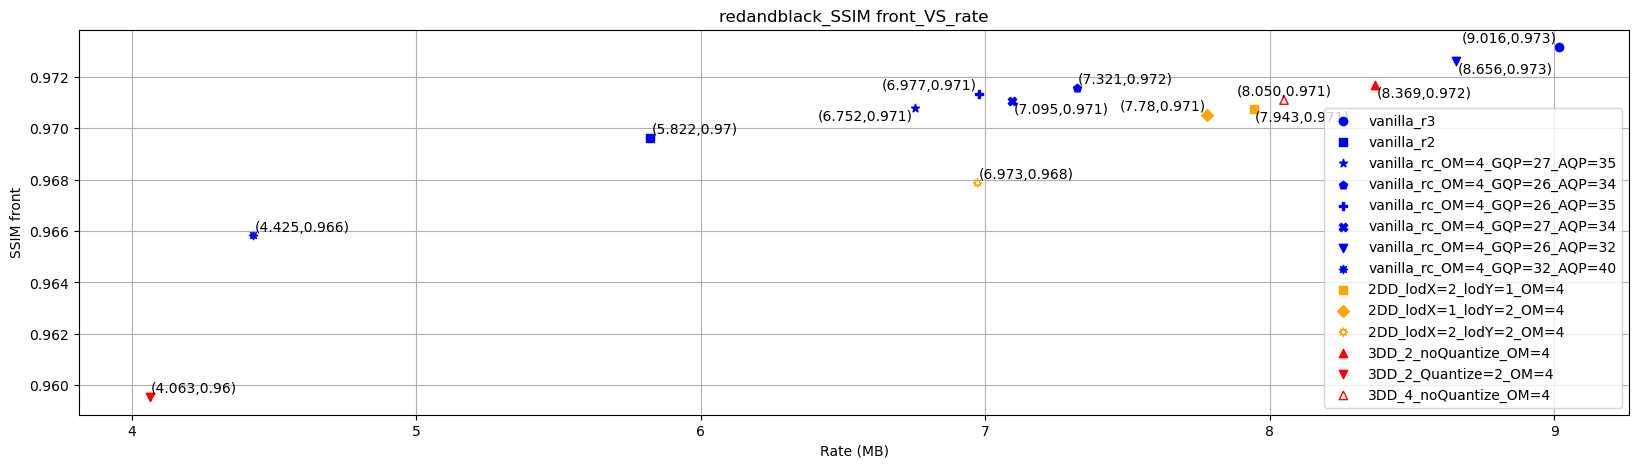 redandblack_SSIM front_VS_rate
SSIM front
0.972
0.970
0.968
0.966
0.964
0.962
0.960
(9.016,0.973)
(8.656,0.973)
(6.977,0.971)
(7.321,0.972)
(8.050,0.971)
(8.369,0.972)
(6.752,0.971)
(7.095,0.971)
(7.78,0.971)
(7.943,0.971)
(5.822,0.97)
(6.973,0.968)
(4.425,0.966)
(4.063,0.96)
vanilla_r3
vanilla_r2
vanilla_rc_OM=4_GQP=27_AQP=35
vanilla_rc_OM=4_GQP=26_AQP=34
vanilla_rc_OM=4_GQP=26_AQP=35
vanilla_rc_OM=4_GQP=27_AQP=34
vanilla_rc_OM=4_GQP=26_AQP=32
vanilla_rc_OM=4_GQP=32_AQP=40
2DD_lodX=2_lodY=1_OM=4
2DD_lodX=1_lodY=2_OM=4
2DD_lodX=2_lodY=2_OM=4
3DD_2_noQuantize_OM=4
3DD_2_Quantize=2_OM=4
3DD_4_noQuantize_OM=4
4 5 6 7 8 9
Rate (MB)